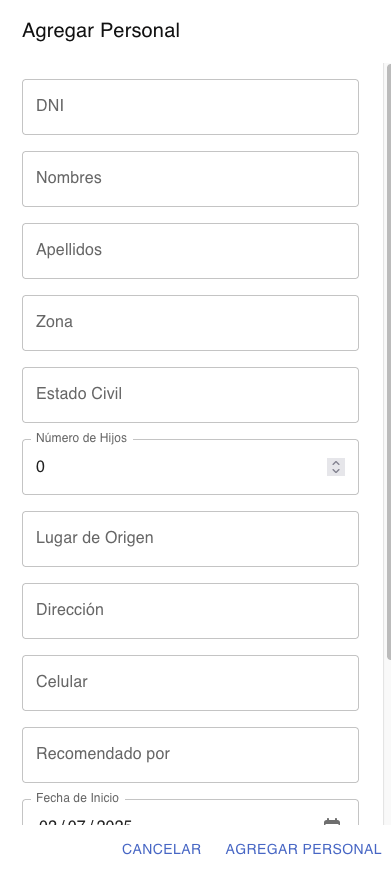 Agregar Personal
DNI
Nombres
Apellidos
Zona
Estado Civil
Número de Hijos
0
Lugar de Origen
Dirección
Celular
Recomendado por
Fecha de Inicio
CANCELAR AGREGAR PERSONAL